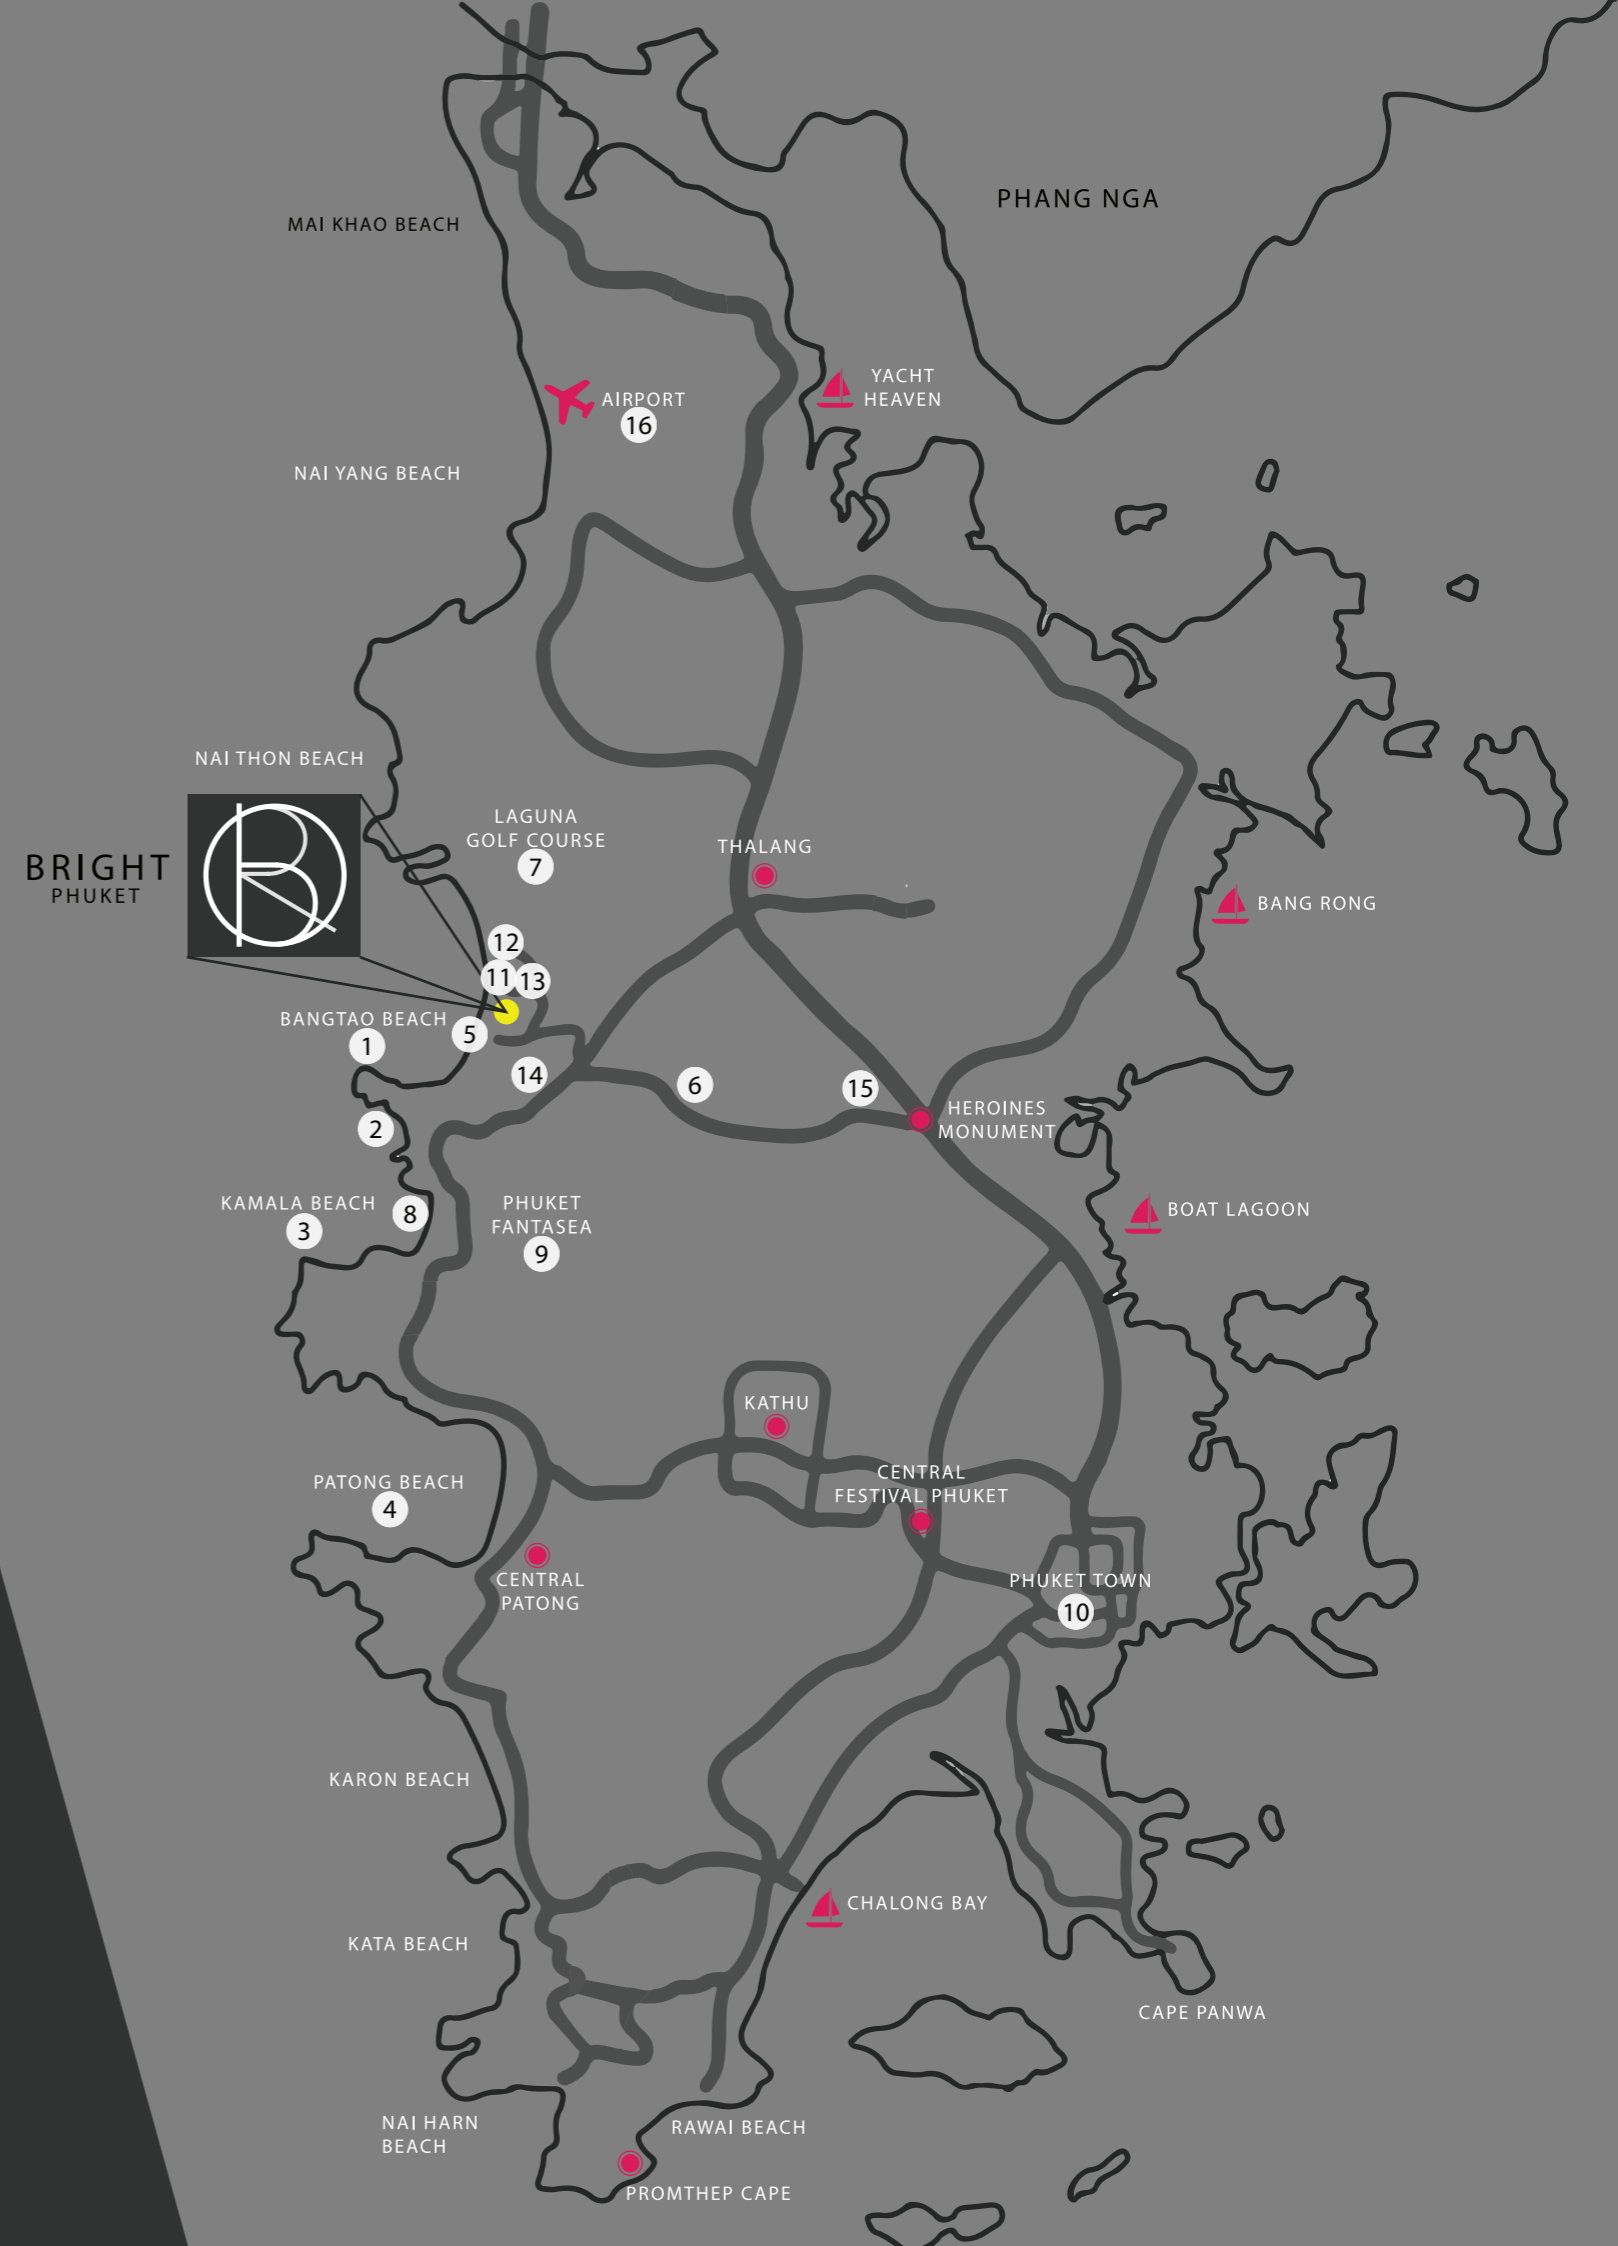 PHANG NGA
MAI KHAO BEACH
YACHT
HEAVEN
AIRPORT
16
NAI YANG BEACH
NAI THON BEACH
LAGUNA
GOLF COURSE
7
THALANG
BRIGHT
PHUKET
BANG RONG
12
11
13
BANGTAO BEACH
1
5
14
6
15
HEROINES
MONUMENT
2
KAMALA BEACH
3
8
PHUKET
FANTASEA
9
BOAT LAGOON
KATHU
CENTRAL
FESTIVAL PHUKET
PATONG BEACH
4
CENTRAL
PATONG
PHUKET TOWN
10
KARON BEACH
CHALONG BAY
KATA BEACH
CAPE PANWA
NAI HARN
BEACH
RAWAI BEACH
PROMTHEP CAPE